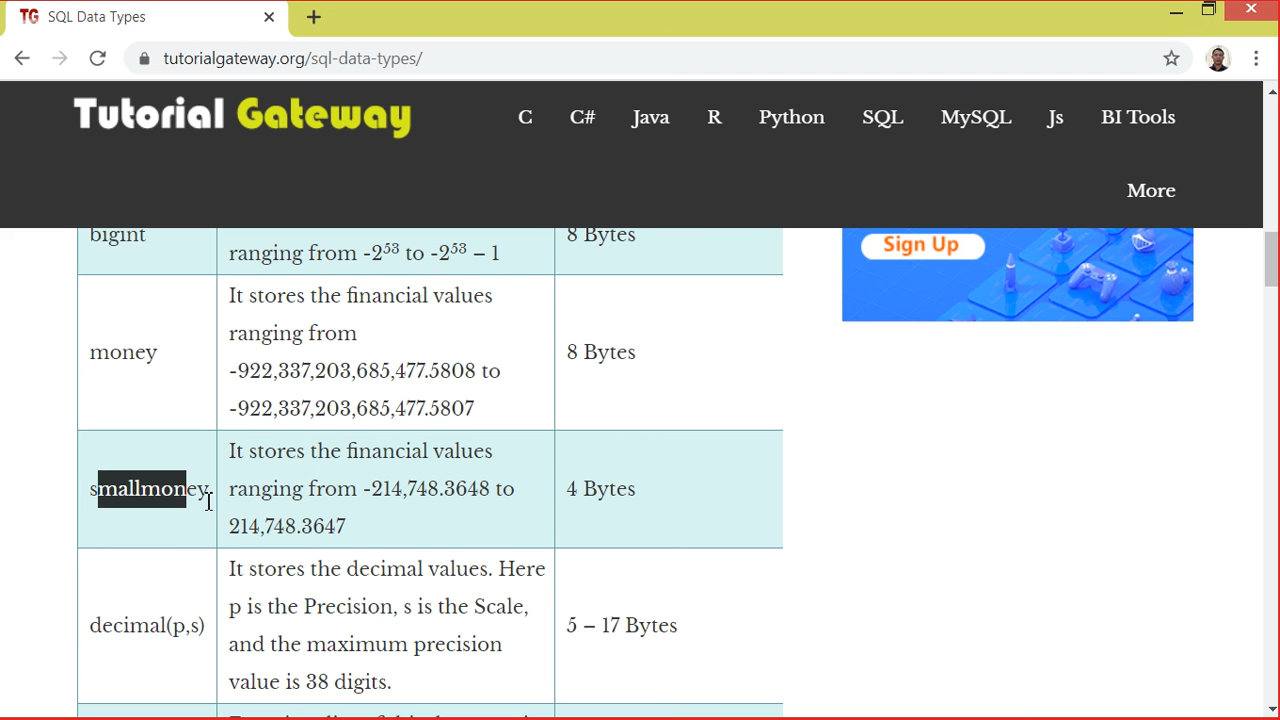 SQL Data Types
tutorialgateway.org/sql-data-types/
Tutorial Gateway
C C# Java R Python SQL MySQL Js BI Tools
More
bigint
ranging from -2⁵³ to -2⁵³ – 1
8 Bytes
Sign Up
money
It stores the financial values
ranging from
-922,337,203,685,477.5808 to
-922,337,203,685,477.5807
8 Bytes
smallmoney
It stores the financial values
ranging from -214,748.3648 to
214,748.3647
4 Bytes
decimal(p,s)
It stores the decimal values. Here
p is the Precision, s is the Scale,
and the maximum precision
value is 38 digits.
5 – 17 Bytes